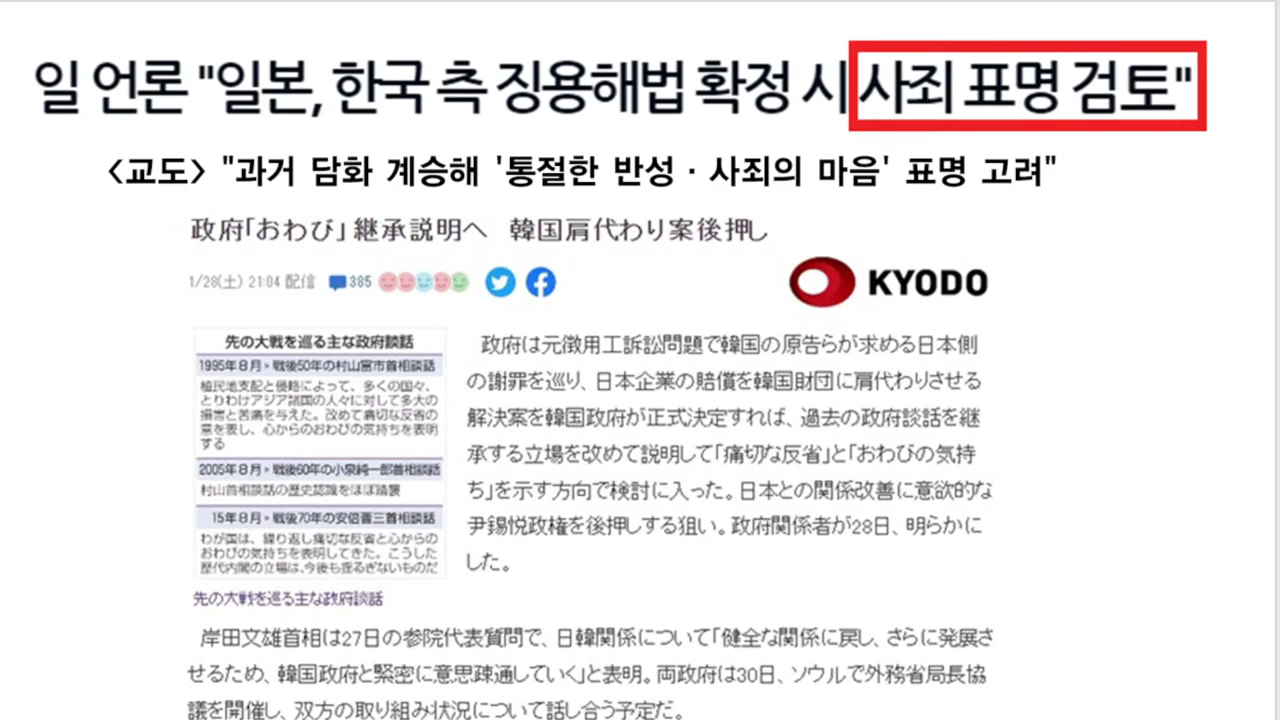 일 언론 "일본, 한국 측 징용해법 확정 시 사죄 표명 검토"
<교도> "과거 담화 계승해 '통절한 반성·사죄의 마음' 표명 고려"
政府「おわび」継承説明へ 韓国肩代わり案後押し
1/28(土) 21:04 配信 385
KYODO
先の大戦を巡る主な政府談話
1995年8月▶戦後50年の村山富市首相談話
植民地支配と侵略によって、多くの国々、
とりわけアジア諸国の人々に対して多大の
損害と苦痛を与えた。改めて痛切な反省の
意を表し、心からのおわびの気持ちを表明
する
2005年8月▶戦後60年の小泉純一郎首相談話
村山首相談話の歴史認識をほぼ踏襲
15年8月▶戦後70年の安倍晋三首相談話
わが国は、繰り返し痛切な反省と心からの
おわびの気持ちを表明してきた。こうした
歴代内閣の立場は、今後も揺るぎないものだ
先の大戦を巡る主な政府談話
政府は元徴用工訴訟問題で韓国の原告らが求める日本側
の謝罪を巡り、日本企業の賠償を韓国財団に肩代わりさせる
解決案を韓国政府が正式決定すれば、過去の政府談話を継
承する立場を改めて説明して「痛切な反省」と「おわびの気持
ち」を示す方向で検討に入った。日本との関係改善に意欲的な
尹錫悦政権を後押しする狙い。政府関係者が28日、明らかに
した。
岸田文雄首相は27日の参院代表質問で、日韓関係について「健全な関係に戻し、さらに発展さ
せるため、韓国政府と緊密に意思疎通していく」と表明。両政府は30日、ソウルで外務省局長協
議を開催し、双方の取り組み状況について話し合う予定だ。